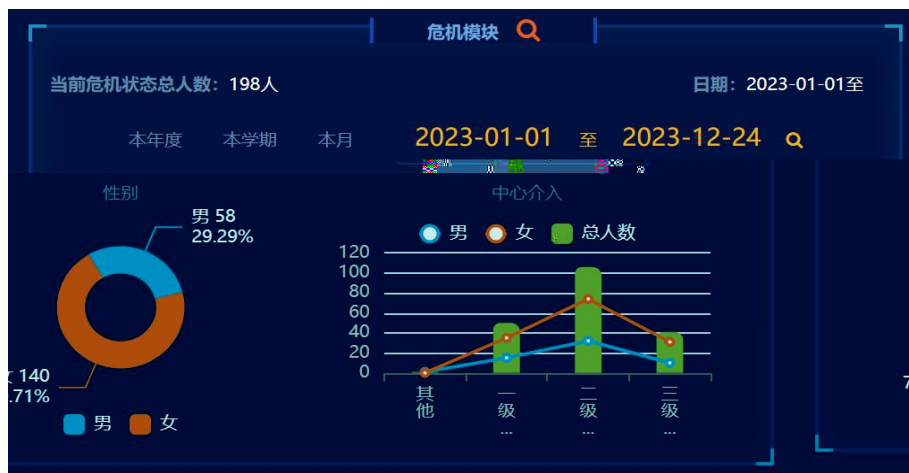 危机模块
当前危机状态总人数：198人
日期：2023-01-01至
本年度 本学期 本月 2023-01-01 至 2023-12-24
性别
男 58
29.29%
140
.71%
男 女
中心介入
男 女 总人数
120
100
80
60
40
20
0
其他 一级... 二级... 三级...
7